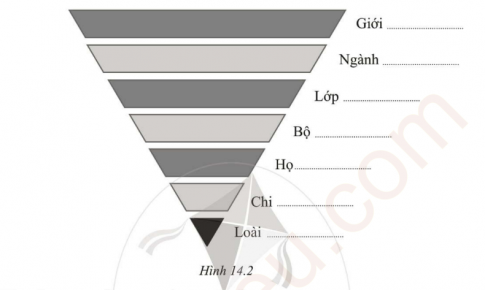 Giới ........................
Ngành ........................
Lớp ........................
Bộ ........................
Họ ........................
Chi ........................
Loài ........................
Hình 14.2